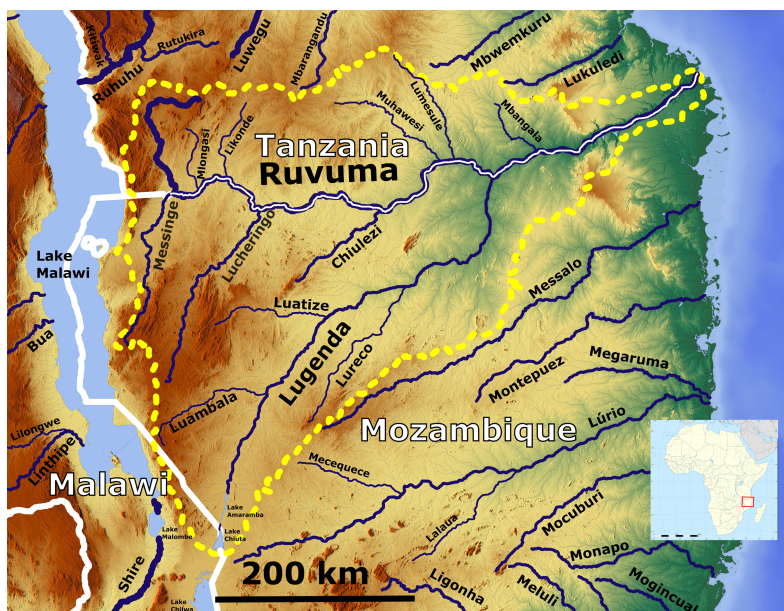 Kitiwak
Rutukira
Ruhuhu
Luwegu
Mbarangandu
Mbwemkuru
Lukuledi
Lumesule
Muhawesi
Mbangala
Mlongasi
Likonde
Tanzania
Ruvuma
Messinge
Lucheringo
Chiulezi
Lake
Malawi
Luatize
Messalo
Bua
Lugenda
Lureco
Montepuez
Megaruma
Luambala
Mozambique
Lúrio
Lilongwe
Linthipe
Malawi
Mecequece
Lake
Amaramba
Lake
Malombe
Lake
Chiuta
Lalaua
Mocuburi
Shire
200 km
Monapo
Ligonha
Meluli
Mogincual
Lake
Chilwa